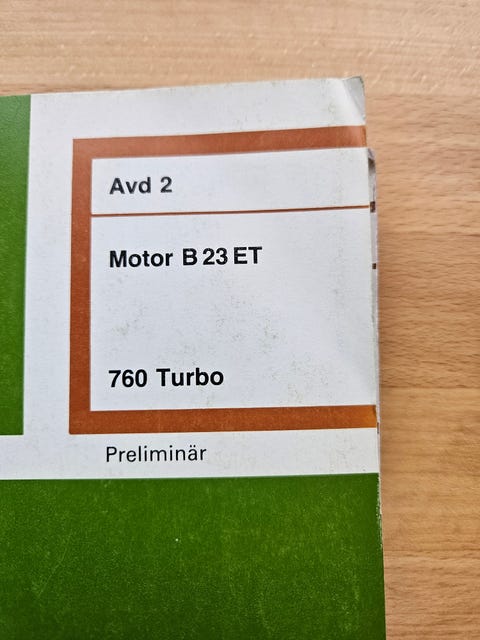 Avd 2
Motor B 23 ET
760 Turbo
Preliminär